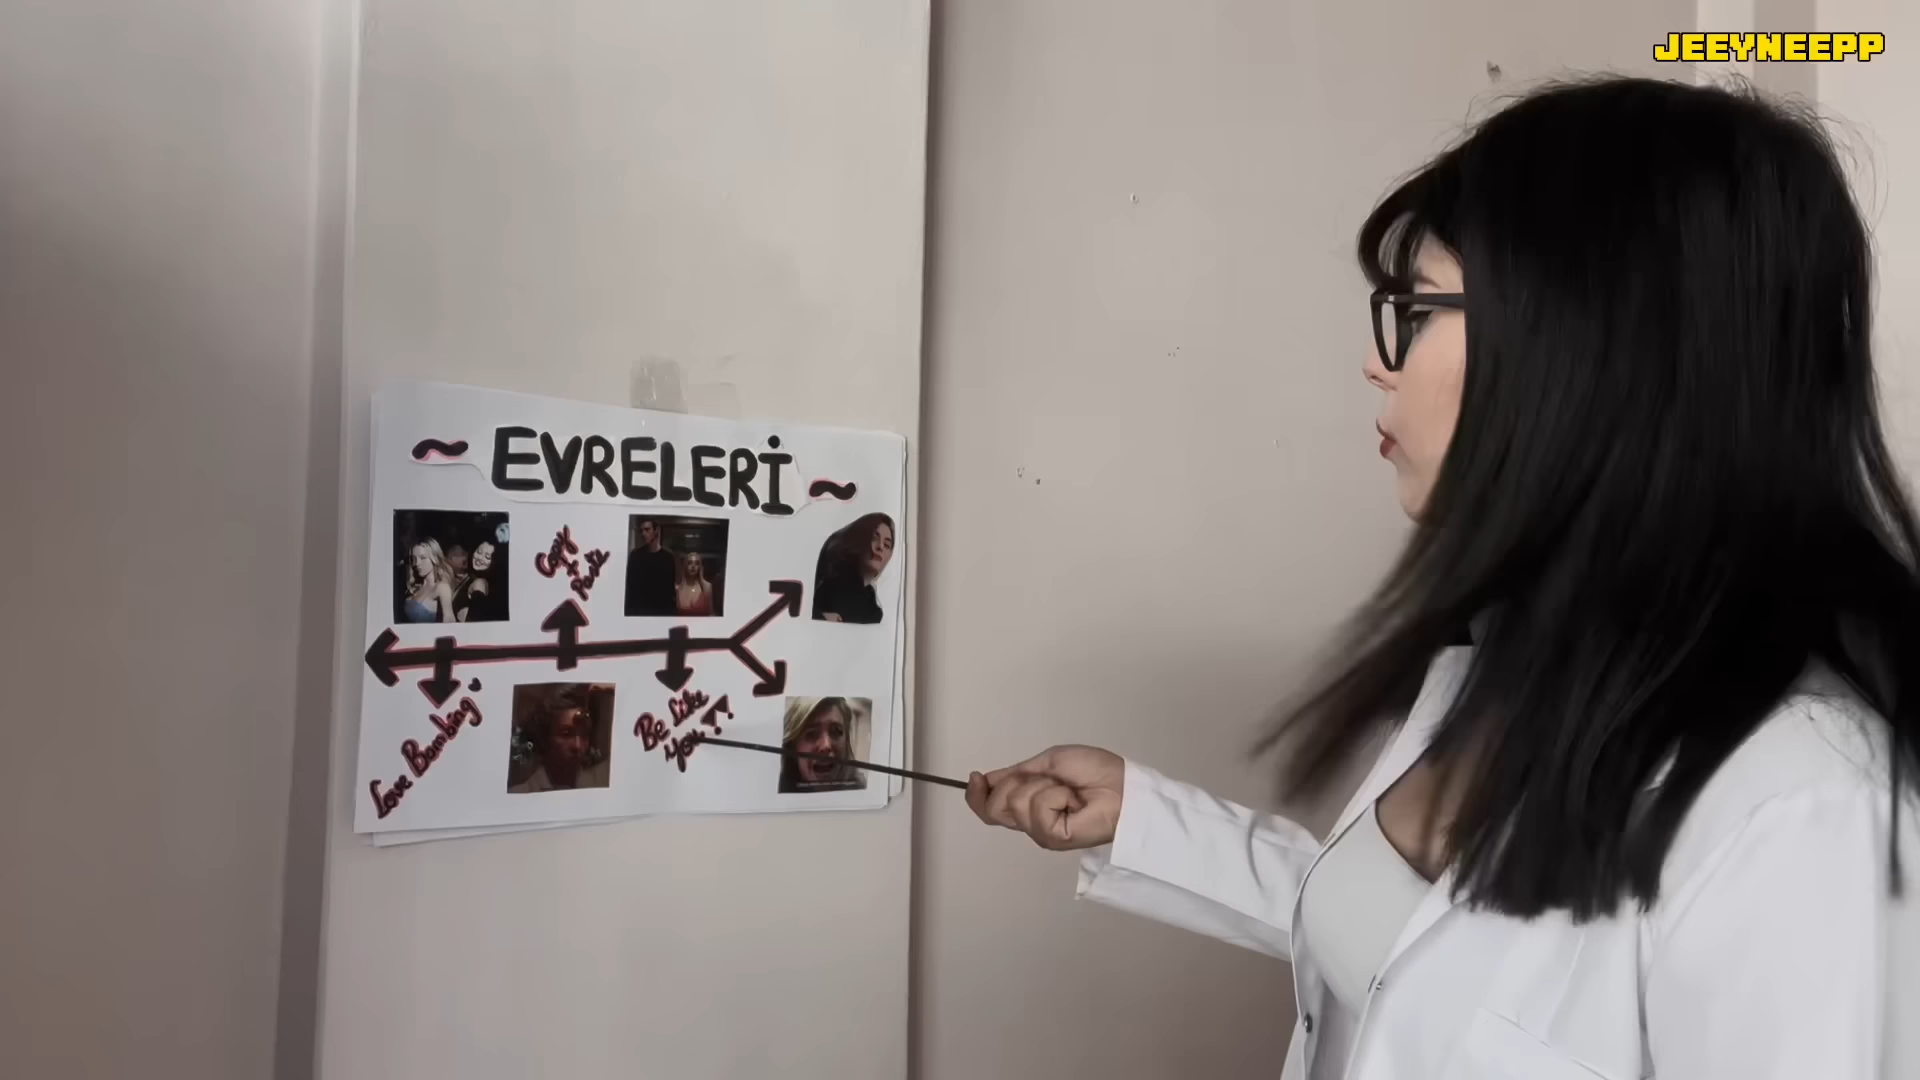 JEEYNEEPP
~ EVRELERİ ~
Copy
+
Paste
Love Bombing
Be Like
You!!